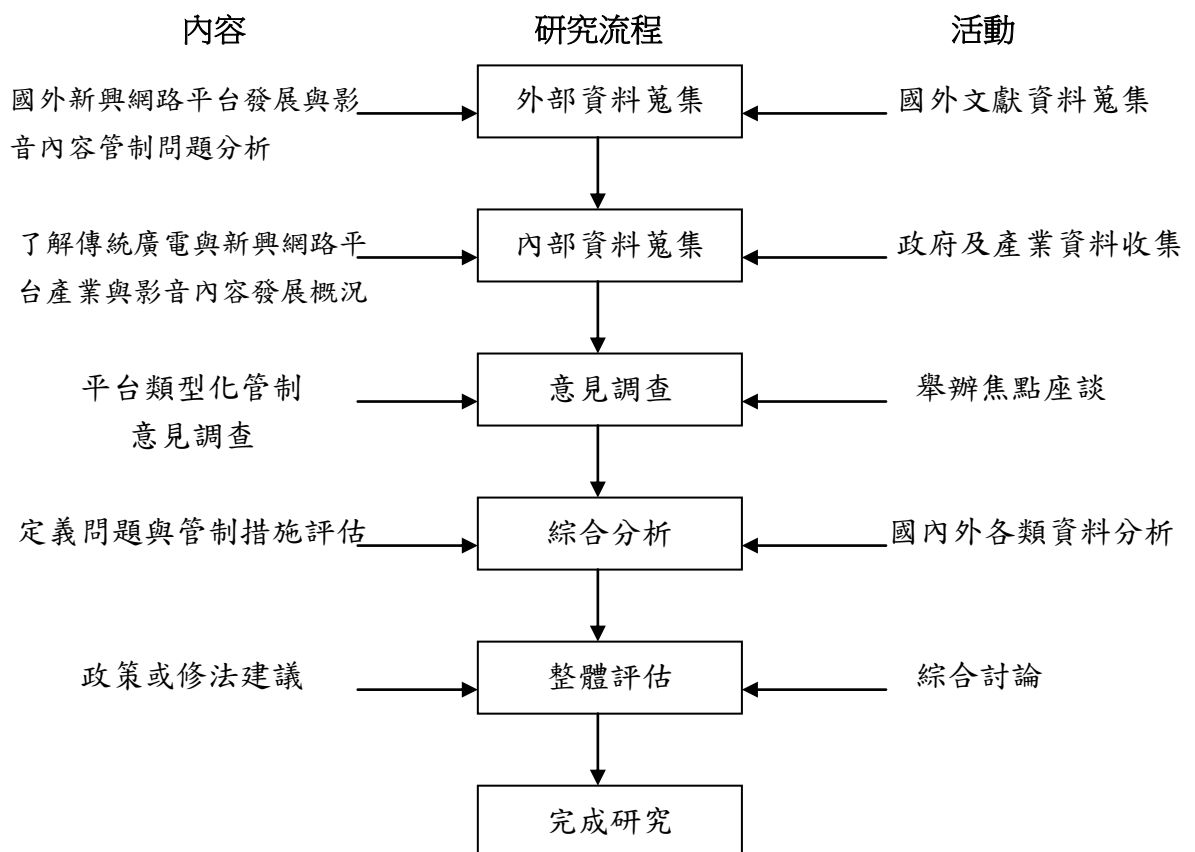 內容 研究流程 活動
國外新興網路平台發展與影
音內容管制問題分析
外部資料蒐集
國外文獻資料蒐集
了解傳統廣電與新興網路平
台產業與影音內容發展概況
內部資料蒐集
政府及產業資料收集
平台類型化管制
意見調查
意見調查
舉辦焦點座談
定義問題與管制措施評估
綜合分析
國內外各類資料分析
政策或修法建議
整體評估
綜合討論
完成研究